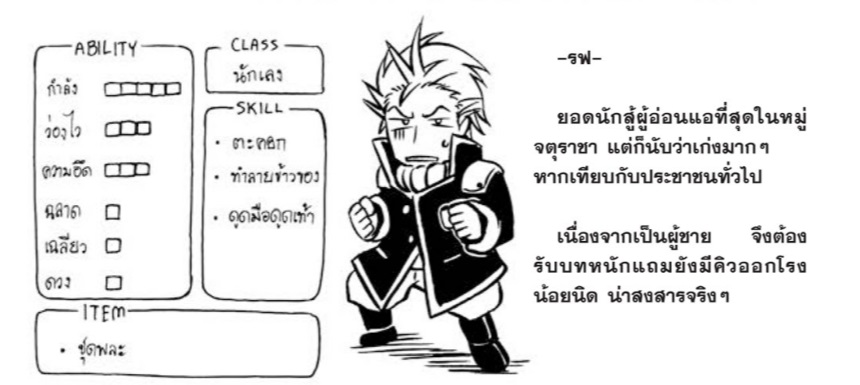 ABILITY
กำลัง
ว่องไว
ความอึด
ฉลาด
เฉลียว
ดวง
CLASS
นักเลง
SKILL
• ตะคอก
• ทำลายข้าวของ
• ดูดมือดูดเท้า
ITEM
• ชุดพละ
-รฟ-
ยอดนักสู้ผู้อ่อนแอที่สุดในหมู่
จตุราชา แต่ก็นับว่าเก่งมากๆ
หากเทียบกับประชาชนทั่วไป
เนื่องจากเป็นผู้ชาย จึงต้อง
รับบทหนักแถมยังมีคิวออกโรง
น้อยนิด น่าสงสารจริงๆ